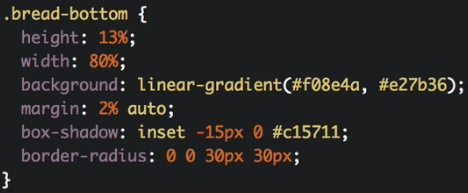 .bread-bottom {
height: 13%;
width: 80%;
background: linear-gradient(#f08e4a, #e27b36);
margin: 2% auto;
box-shadow: inset -15px 0 #c15711;
border-radius: 0 0 30px 30px;
}